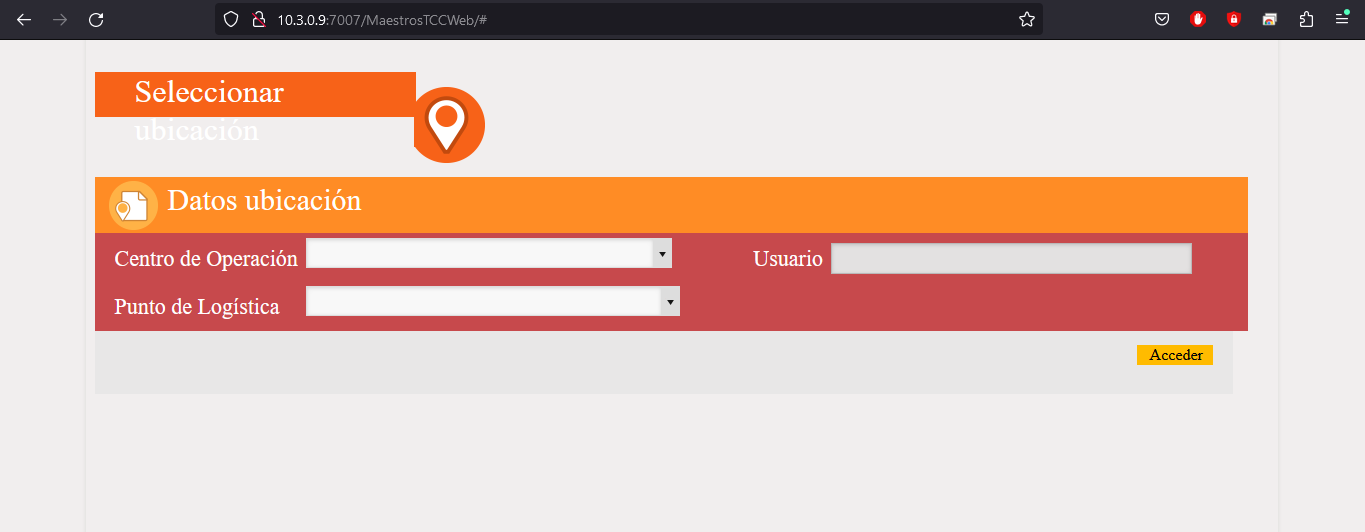 10.3.0.9:7007/MaestrosTCCWeb/#
Seleccionar
ubicación
Datos ubicación
Centro de Operación
Usuario
Punto de Logística
Acceder